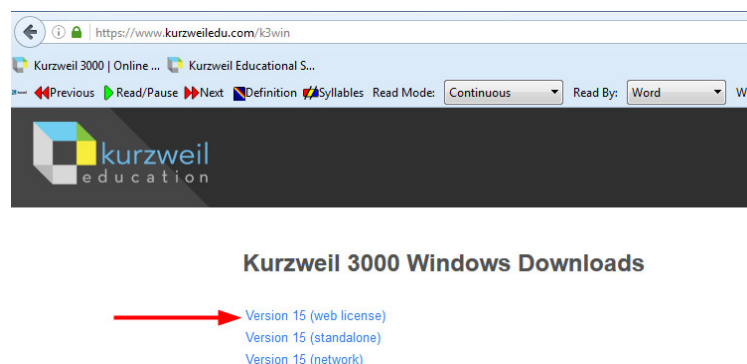 https://www.kurzweiledu.com/k3win
Kurzweil 3000 | Online ... Kurzweil Educational S...
Previous Read/Pause Next Definition Syllables Read Mode: Continuous Read By: Word W
kurzweil
education
Kurzweil 3000 Windows Downloads
Version 15 (web license)
Version 15 (standalone)
Version 15 (network)